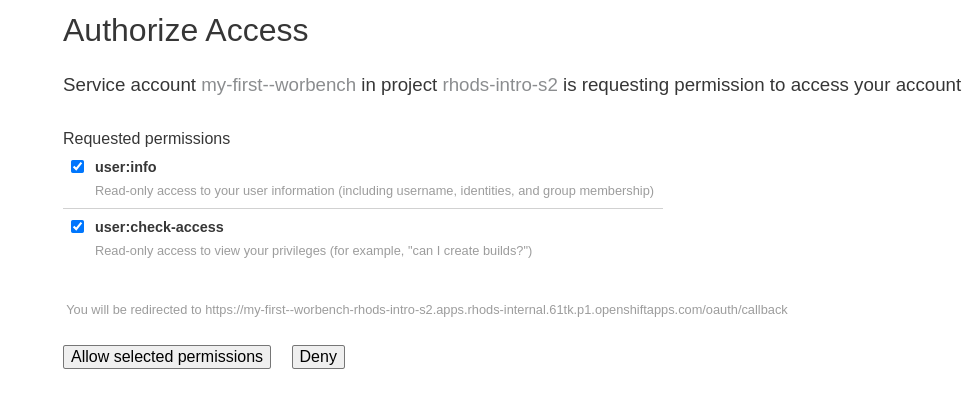 Authorize Access
Service account my-first--worbench in project rhods-intro-s2 is requesting permission to access your account
Requested permissions
user:info
Read-only access to your user information (including username, identities, and group membership)
user:check-access
Read-only access to view your privileges (for example, "can I create builds?")
You will be redirected to https://my-first--worbench-rhods-intro-s2.apps.rhods-internal.61tk.p1.openshiftapps.com/oauth/callback
Allow selected permissions Deny